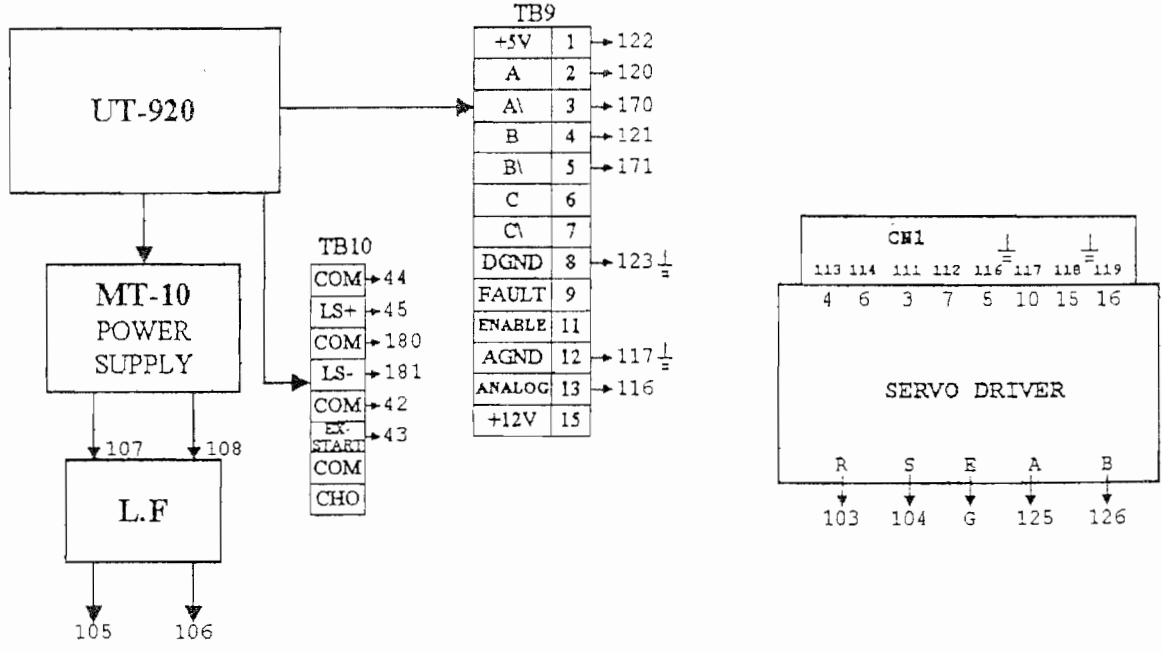 UT-920
MT-10
POWER
SUPPLY
107 108
L.F
105 106
TB10
COM 44
LS+ 45
COM 180
LS- 181
COM 42
EX-START 43
COM
CHO
TB9
+5V 1 122
A 2 120
A\ 3 170
B 4 121
B\ 5 171
C 6
C\ 7
DGND 8 123
FAULT 9
ENABLE 11
AGND 12 117
ANALOG 13 116
+12V 15
CN1
113 114 111 112 116 117 118 119
4 6 3 7 5 10 15 16
SERVO DRIVER
R S E A B
103 104 G 125 126